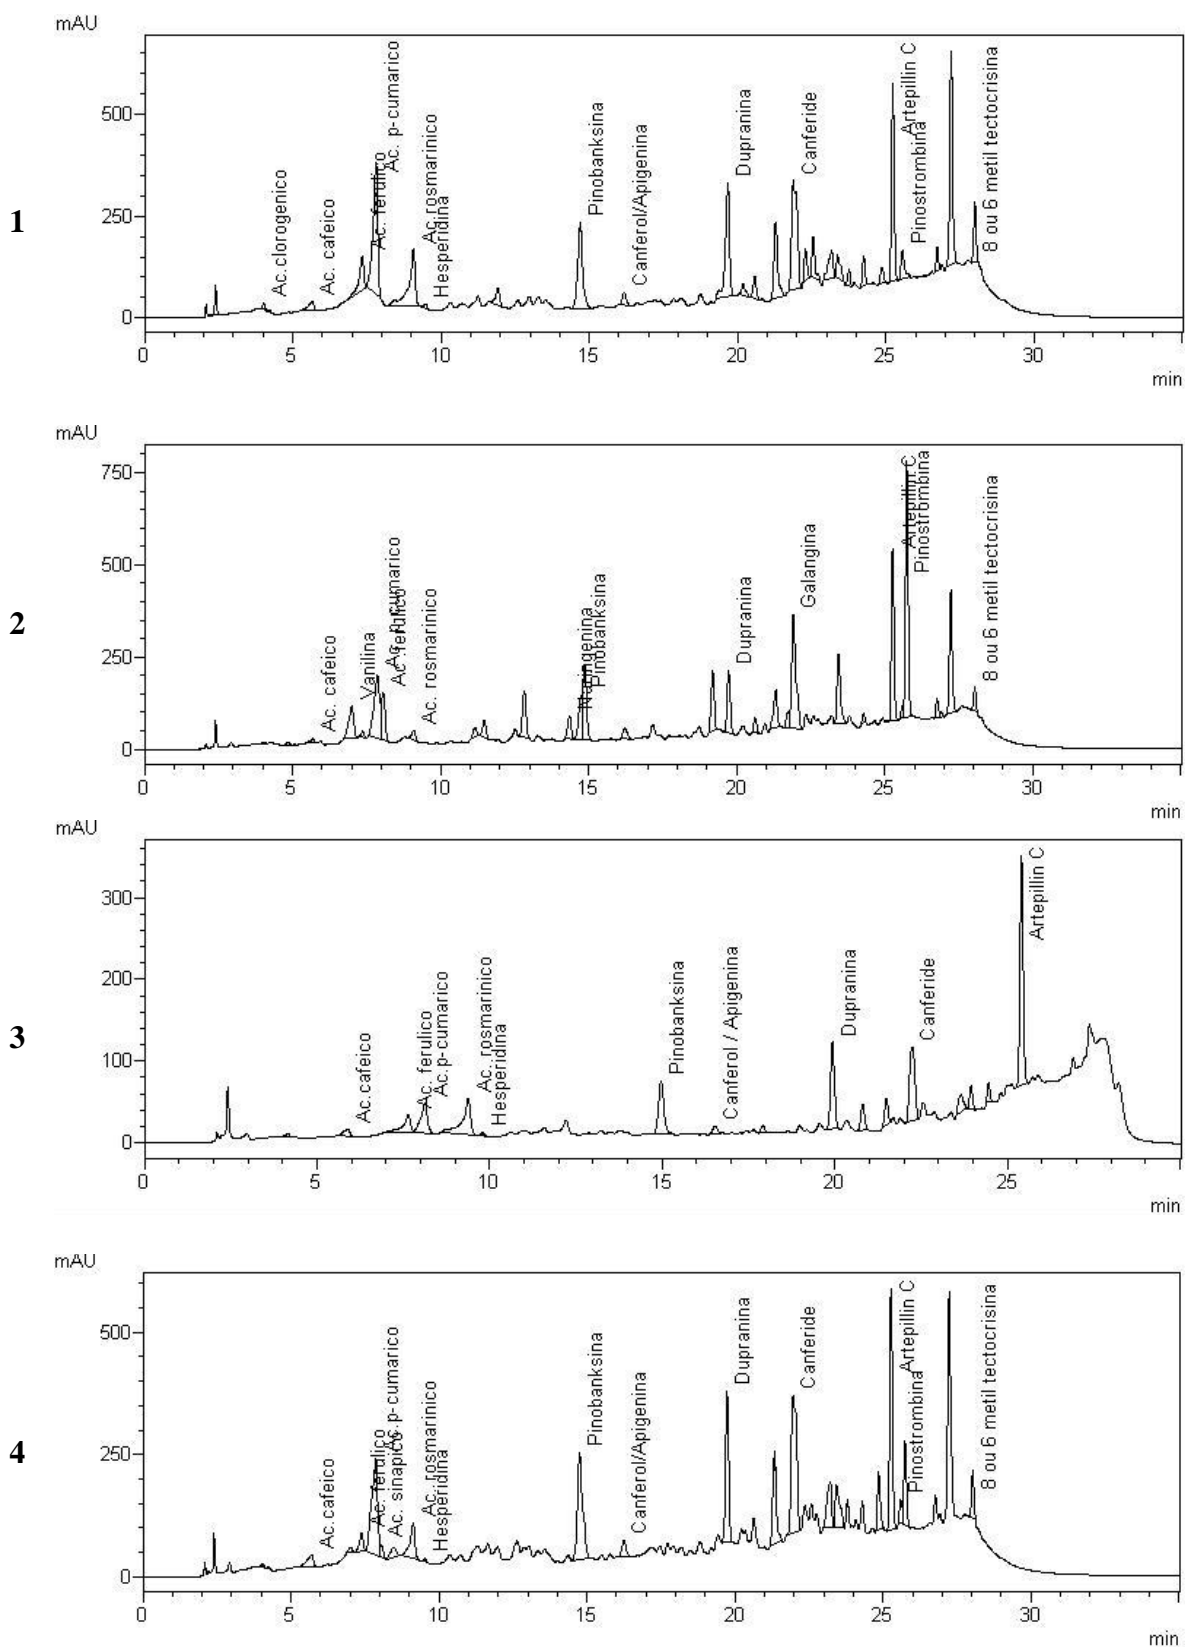 mAU
1
500
250
0
Ac.clorogenico
Ac. cafeico
Ac. ferulico
Ac. p-cumarico
Ac.rosmarinico
Hesperidina
Pinobanksina
Canferol/Apigenina
Dupranina
Canferide
Artepillin C
Pinostrombina
8 ou 6 metil tectocrisina
0 5 10 15 20 25 30
min
mAU
2
750
500
250
0
Ac. cafeico
Vanilina
Ac. p-cumarico
Ac. ferulico
Ac. rosmarinico
Naringenina
Pinobanksina
Dupranina
Galangina
Artepillin C
Pinostrombina
8 ou 6 metil tectocrisina
0 5 10 15 20 25 30
min
mAU
3
300
200
100
0
Ac.cafeico
Ac. ferulico
Ac.p-cumarico
Ac. rosmarinico
Hesperidina
Pinobanksina
Canferol / Apigenina
Dupranina
Canferide
Artepillin C
0 5 10 15 20 25
min
mAU
4
500
250
0
Ac.cafeico
Ac. ferulico
Ac.p-cumarico
Ac. sinapico
Ac. rosmarinico
Hesperidina
Pinobanksina
Canferol/Apigenina
Dupranina
Canferide
Artepillin C
Pinostrombina
8 ou 6 metil tectocrisina
0 5 10 15 20 25 30
min